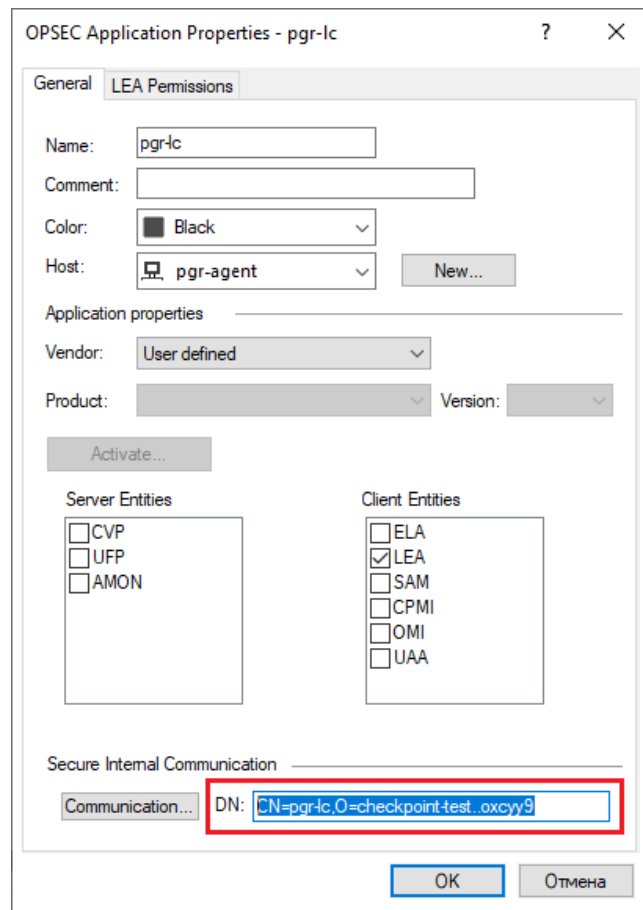 OPSEC Application Properties - pgr-lc ?
General LEA Permissions
Name: pgr-lc
Comment:
Color: Black
Host: pgr-agent New...
Application properties
Vendor: User defined
Product: Version:
Activate...
Server Entities Client Entities
CVP ELA
UFP LEA
AMON SAM
CPMI
OMI
UAA
Secure Internal Communication
Communication... DN: CN=pgr-lc,O=checkpoint-test..oxcyy9
OK Отмена